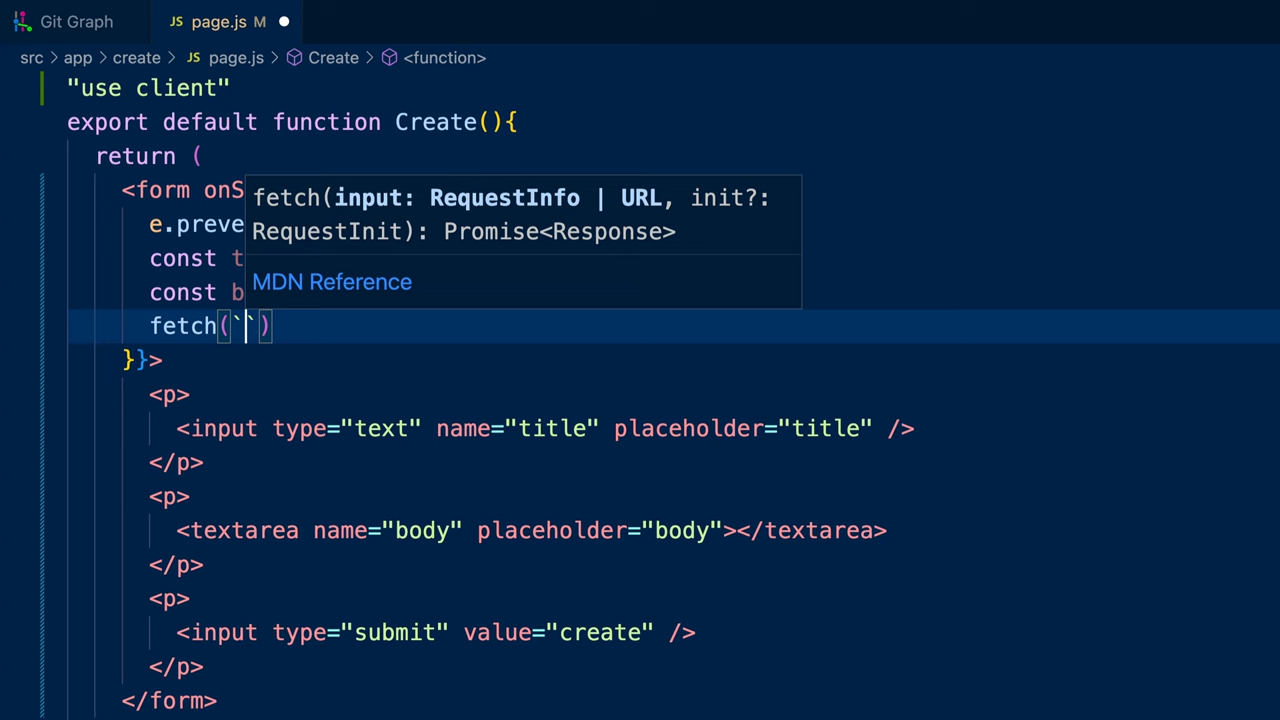 Git Graph
JS page.js M
src > app > create > JS page.js > Create > <function>
"use client"
export default function Create(){
return (
<form onS
e.preve
const t
const b
fetch(``)
fetch(input: RequestInfo | URL, init?:
RequestInit): Promise<Response>
MDN Reference
}}>
<p>
<input type="text" name="title" placeholder="title" />
</p>
<p>
<textarea name="body" placeholder="body"></textarea>
</p>
<p>
<input type="submit" value="create" />
</p>
</form>